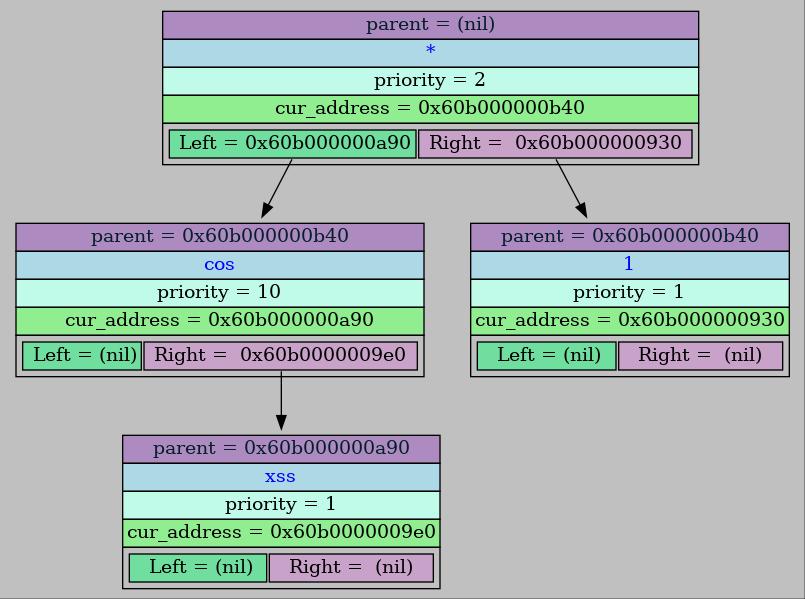 parent = (nil)
*
priority = 2
cur_address = 0x60b000000b40
Left = 0x60b000000a90 Right = 0x60b000000930
parent = 0x60b000000b40
cos
priority = 10
cur_address = 0x60b000000a90
Left = (nil) Right = 0x60b0000009e0
parent = 0x60b000000b40
1
priority = 1
cur_address = 0x60b000000930
Left = (nil) Right = (nil)
parent = 0x60b000000a90
xss
priority = 1
cur_address = 0x60b0000009e0
Left = (nil) Right = (nil)